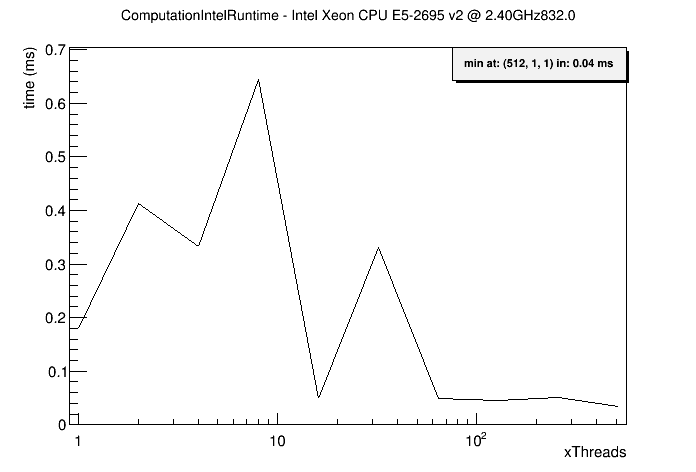 ComputationIntelRuntime - Intel Xeon CPU E5-2695 v2 @ 2.40GHz832.0
min at: (512, 1, 1) in: 0.04 ms
time (ms)
0.7
0.6
0.5
0.4
0.3
0.2
0.1
0
1 10 10²
xThreads